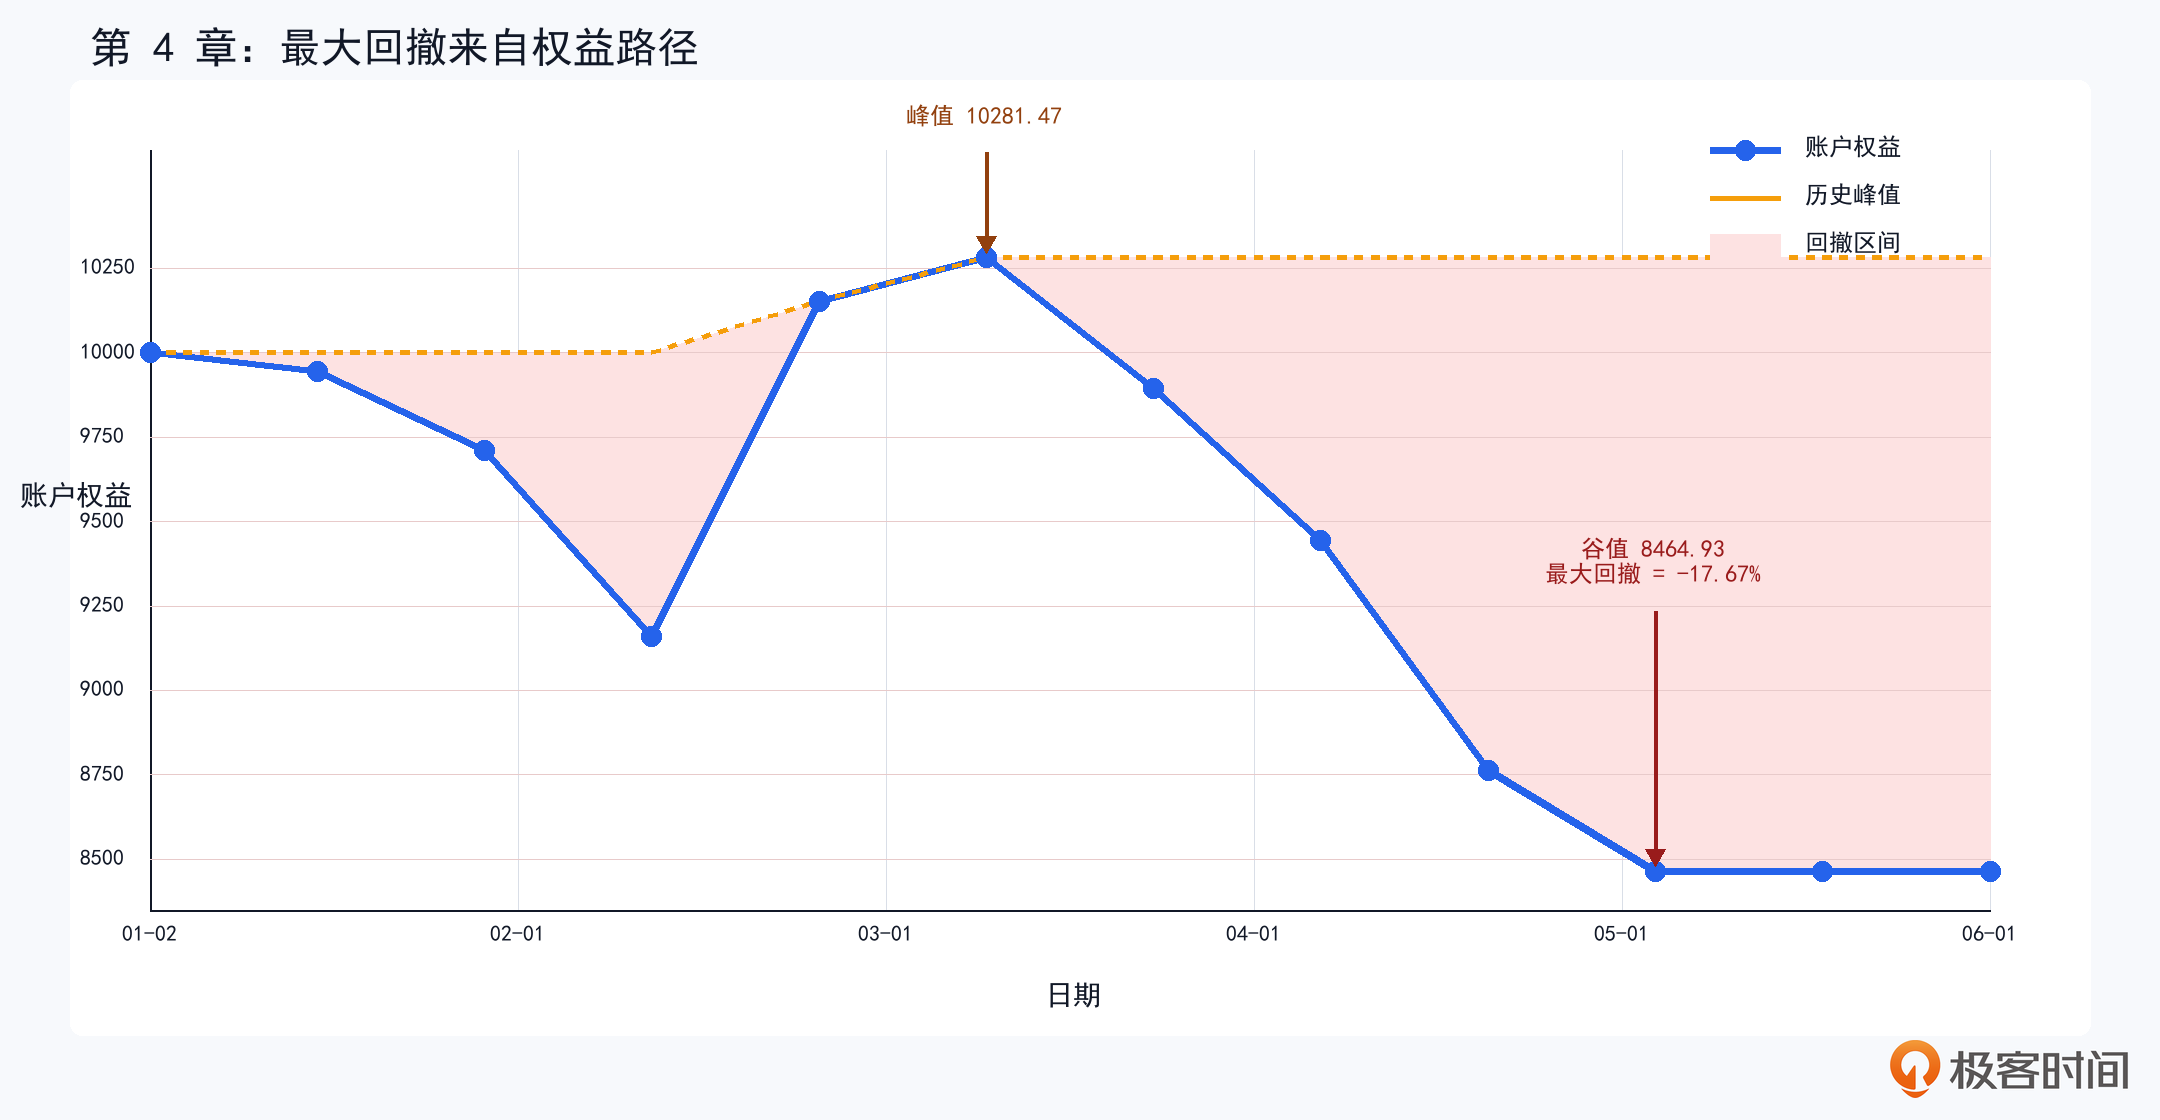 第 4 章：最大回撤来自权益路径
峰值 10281.47
账户权益
历史峰值
回撤区间
10250
10000
9750
账户权益
9500
谷值 8464.93
最大回撤 = -17.67%
9250
9000
8750
8500
01-02
02-01
03-01
04-01
05-01
06-01
日期
极客时间